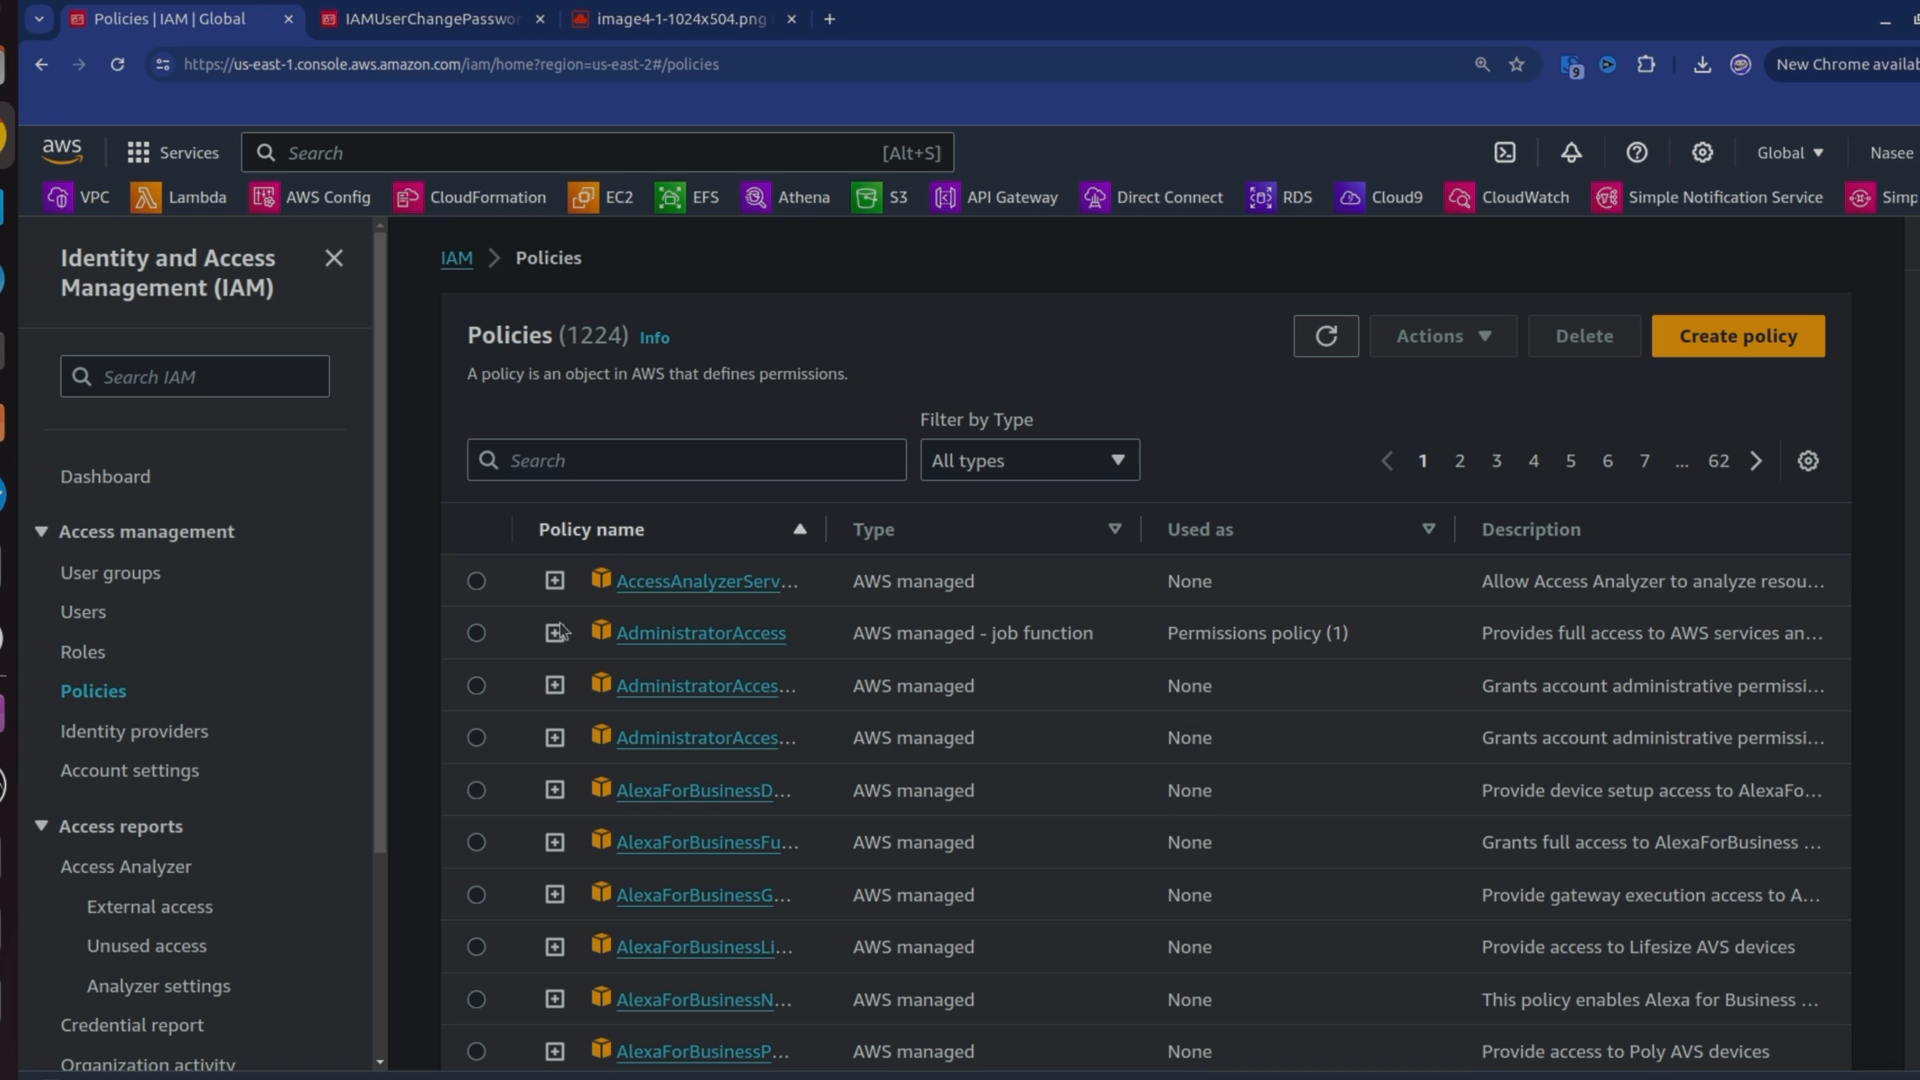 Policies | IAM | Global
IAMUserChangePasswor
image4-1-1024x504.png
https://us-east-1.console.aws.amazon.com/iam/home?region=us-east-2#/policies
9
New Chrome availab
aws
Services
Search
[Alt+S]
Global
Nasee
VPC
Lambda
AWS Config
CloudFormation
EC2
EFS
Athena
S3
API Gateway
Direct Connect
RDS
Cloud9
CloudWatch
Simple Notification Service
Simp
Identity and Access
Management (IAM)
Search IAM
Dashboard
Access management
User groups
Users
Roles
Policies
Identity providers
Account settings
Access reports
Access Analyzer
External access
Unused access
Analyzer settings
Credential report
Organization activity
IAM > Policies
Policies (1224) Info
A policy is an object in AWS that defines permissions.
Actions
Delete
Create policy
Filter by Type
Search
All types
1 2 3 4 5 6 7 ... 62
Policy name Type Used as Description
AccessAnalyzerServ... AWS managed None Allow Access Analyzer to analyze resou...
AdministratorAccess AWS managed - job function Permissions policy (1) Provides full access to AWS services an...
AdministratorAcces... AWS managed None Grants account administrative permissi...
AdministratorAcces... AWS managed None Grants account administrative permissi...
AlexaForBusinessD... AWS managed None Provide device setup access to AlexaFo...
AlexaForBusinessFu... AWS managed None Grants full access to AlexaForBusiness ...
AlexaForBusinessG... AWS managed None Provide gateway execution access to A...
AlexaForBusinessLi... AWS managed None Provide access to Lifesize AVS devices
AlexaForBusinessN... AWS managed None This policy enables Alexa for Business ...
AlexaForBusinessP... AWS managed None Provide access to Poly AVS devices